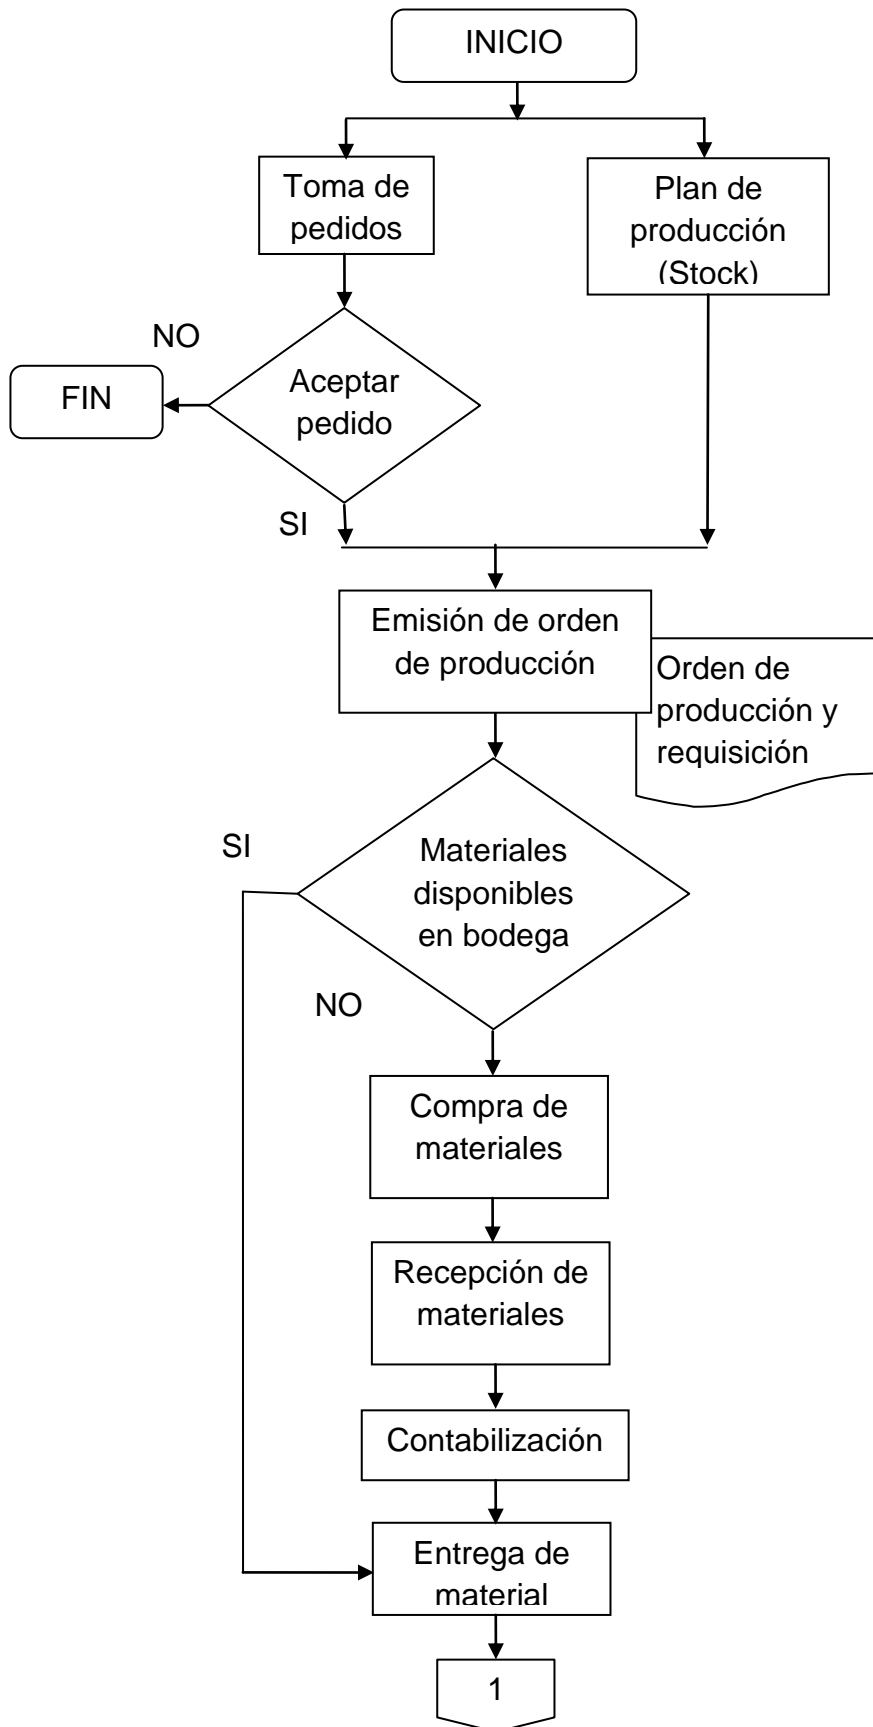 INICIO
Toma de
pedidos
Plan de
producción
(Stock)
NO
FIN
Aceptar
pedido
SI
Emisión de orden
de producción
Orden de
producción y
requisición
SI
Materiales
disponibles
en bodega
NO
Compra de
materiales
Recepción de
materiales
Contabilización
Entrega de
material
1